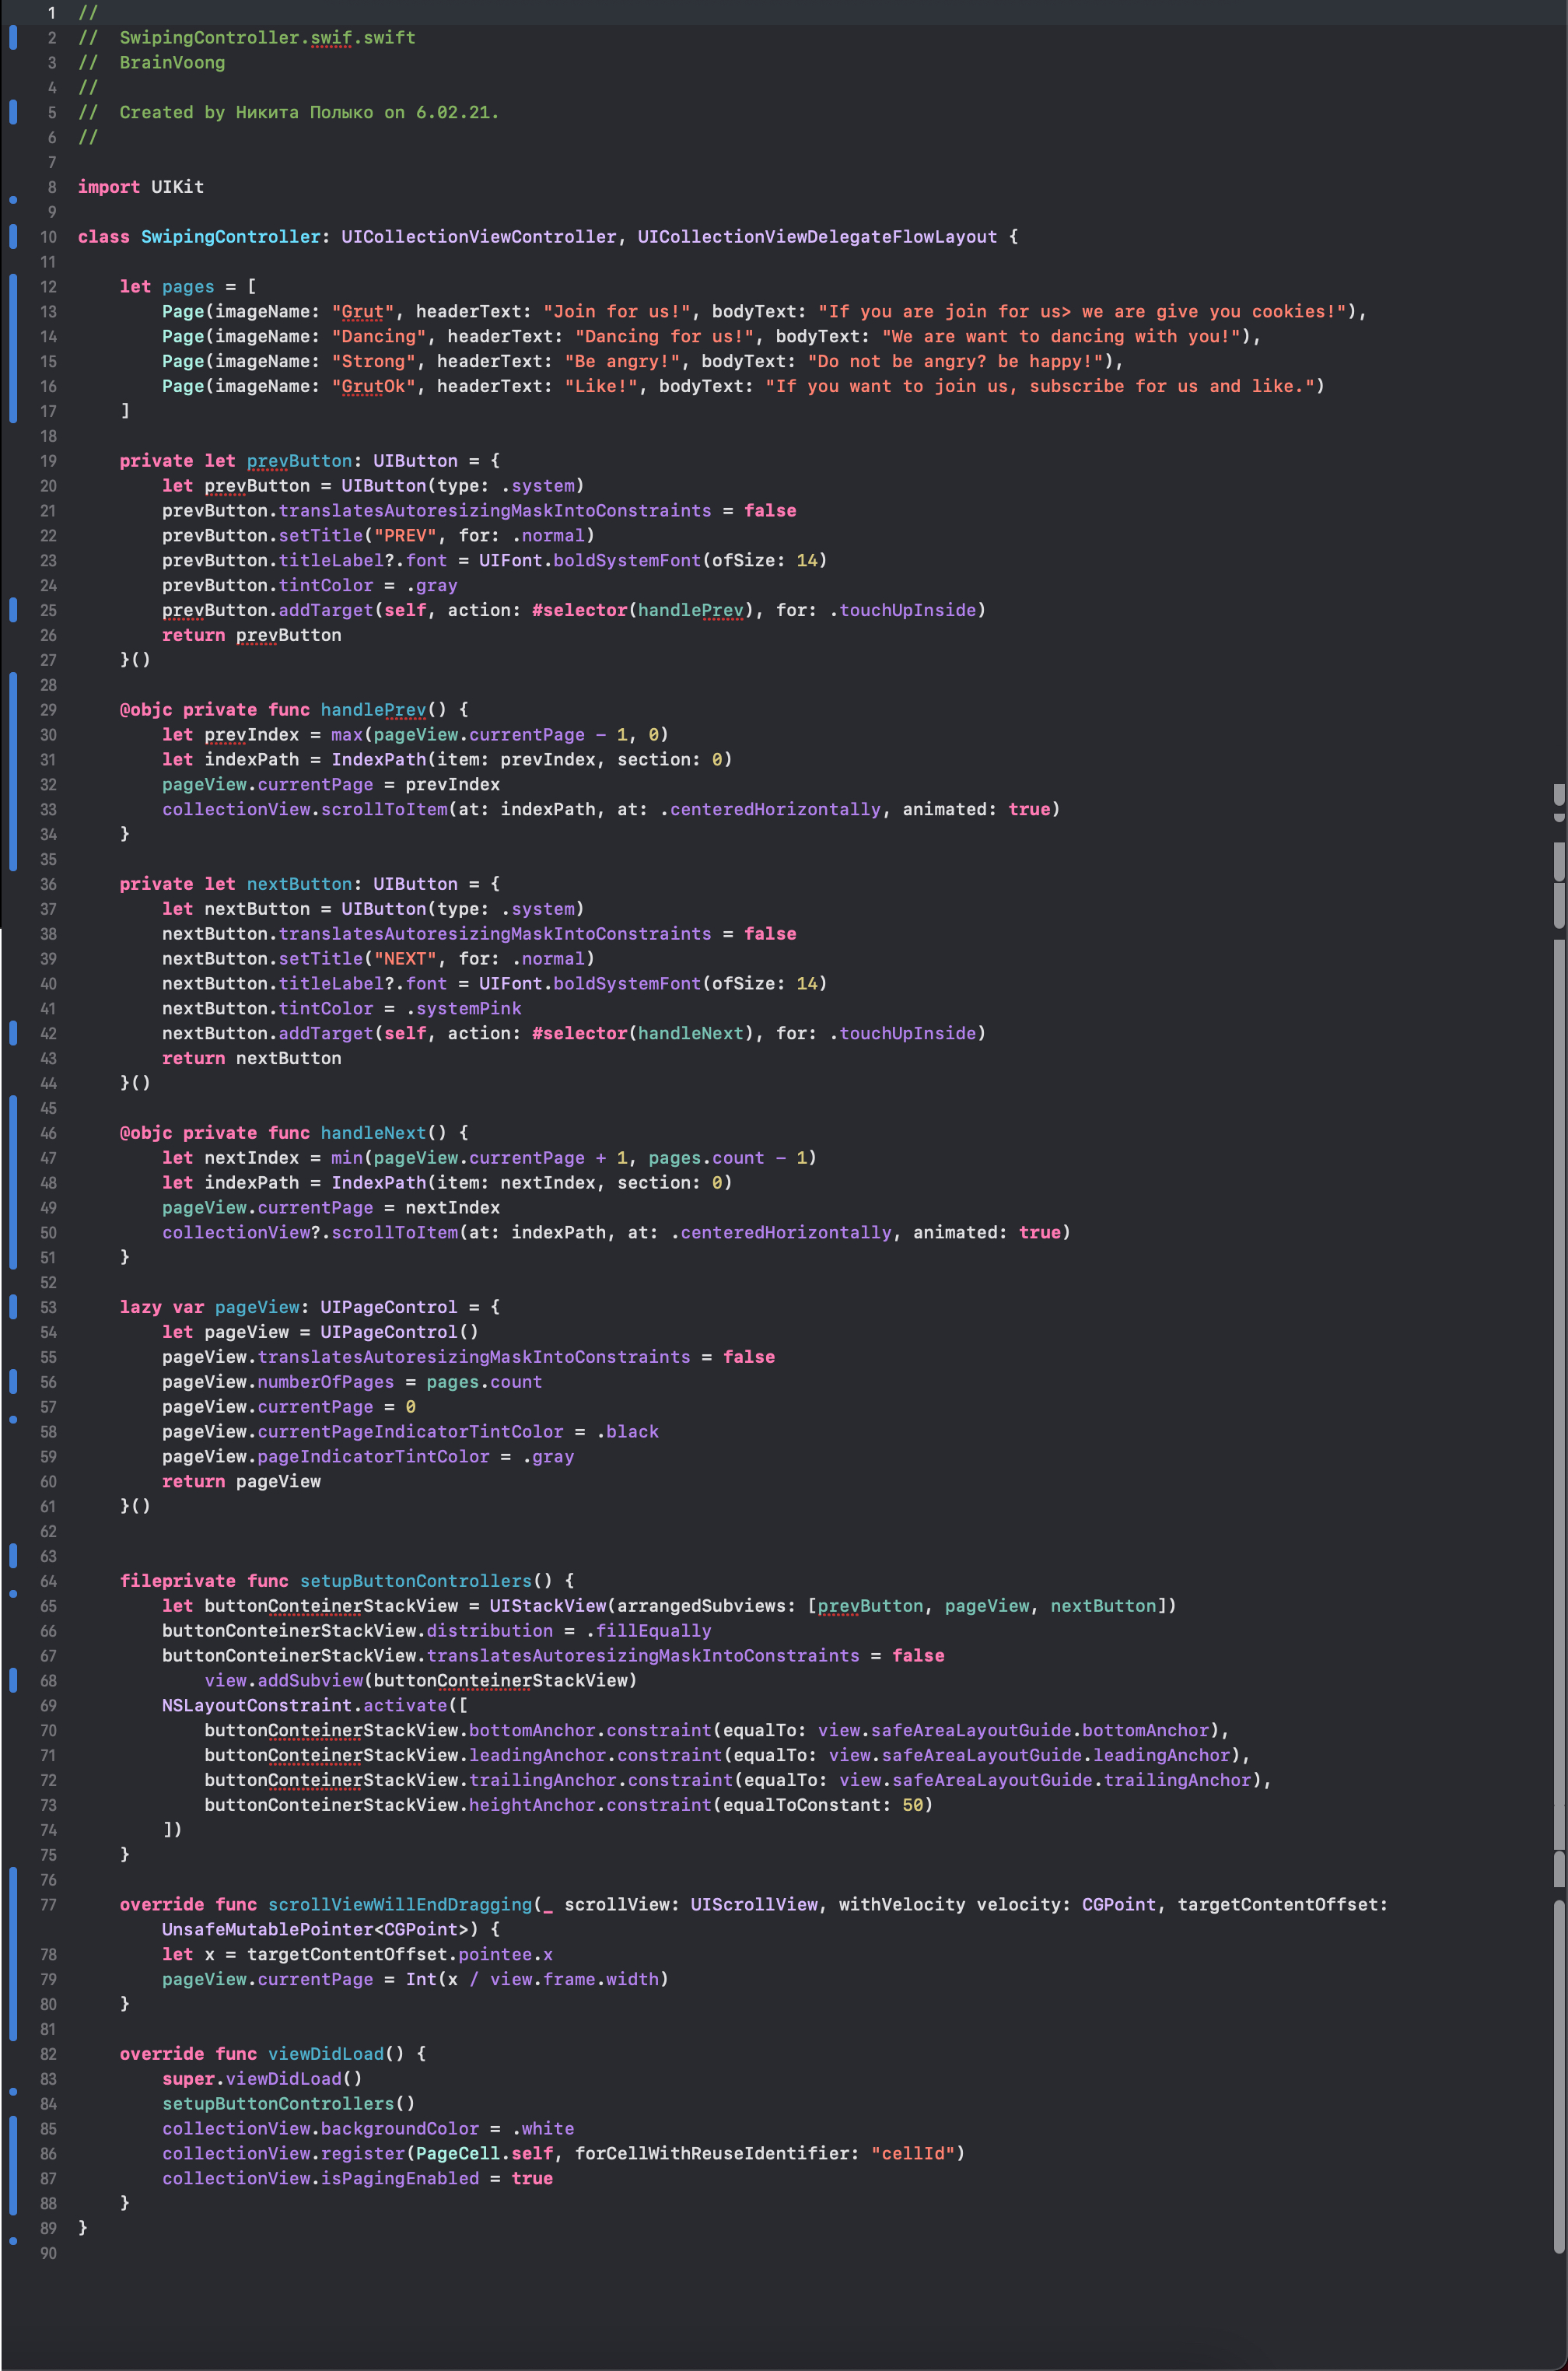 1 //
2 //  SwipingController.swif.swift
3 //  BrainVoong
4 //
5 //  Created by Никита Полыко on 6.02.21.
6 //
7
8 import UIKit
9
10 class SwipingController: UICollectionViewController, UICollectionViewDelegateFlowLayout {
11
12     let pages = [
13         Page(imageName: "Grut", headerText: "Join for us!", bodyText: "If you are join for us> we are give you cookies!"),
14         Page(imageName: "Dancing", headerText: "Dancing for us!", bodyText: "We are want to dancing with you!"),
15         Page(imageName: "Strong", headerText: "Be angry!", bodyText: "Do not be angry? be happy!"),
16         Page(imageName: "GrutOk", headerText: "Like!", bodyText: "If you want to join us, subscribe for us and like.")
17     ]
18
19     private let prevButton: UIButton = {
20         let prevButton = UIButton(type: .system)
21         prevButton.translatesAutoresizingMaskIntoConstraints = false
22         prevButton.setTitle("PREV", for: .normal)
23         prevButton.titleLabel?.font = UIFont.boldSystemFont(ofSize: 14)
24         prevButton.tintColor = .gray
25         prevButton.addTarget(self, action: #selector(handlePrev), for: .touchUpInside)
26         return prevButton
27     }()
28
29     @objc private func handlePrev() {
30         let prevIndex = max(pageView.currentPage - 1, 0)
31         let indexPath = IndexPath(item: prevIndex, section: 0)
32         pageView.currentPage = prevIndex
33         collectionView.scrollToItem(at: indexPath, at: .centeredHorizontally, animated: true)
34     }
35
36     private let nextButton: UIButton = {
37         let nextButton = UIButton(type: .system)
38         nextButton.translatesAutoresizingMaskIntoConstraints = false
39         nextButton.setTitle("NEXT", for: .normal)
40         nextButton.titleLabel?.font = UIFont.boldSystemFont(ofSize: 14)
41         nextButton.tintColor = .systemPink
42         nextButton.addTarget(self, action: #selector(handleNext), for: .touchUpInside)
43         return nextButton
44     }()
45
46     @objc private func handleNext() {
47         let nextIndex = min(pageView.currentPage + 1, pages.count - 1)
48         let indexPath = IndexPath(item: nextIndex, section: 0)
49         pageView.currentPage = nextIndex
50         collectionView?.scrollToItem(at: indexPath, at: .centeredHorizontally, animated: true)
51     }
52
53     lazy var pageView: UIPageControl = {
54         let pageView = UIPageControl()
55         pageView.translatesAutoresizingMaskIntoConstraints = false
56         pageView.numberOfPages = pages.count
57         pageView.currentPage = 0
58         pageView.currentPageIndicatorTintColor = .black
59         pageView.pageIndicatorTintColor = .gray
60         return pageView
61     }()
62
63
64     fileprivate func setupButtonControllers() {
65         let buttonConteinerStackView = UIStackView(arrangedSubviews: [prevButton, pageView, nextButton])
66         buttonConteinerStackView.distribution = .fillEqually
67         buttonConteinerStackView.translatesAutoresizingMaskIntoConstraints = false
68             view.addSubview(buttonConteinerStackView)
69         NSLayoutConstraint.activate([
70             buttonConteinerStackView.bottomAnchor.constraint(equalTo: view.safeAreaLayoutGuide.bottomAnchor),
71             buttonConteinerStackView.leadingAnchor.constraint(equalTo: view.safeAreaLayoutGuide.leadingAnchor),
72             buttonConteinerStackView.trailingAnchor.constraint(equalTo: view.safeAreaLayoutGuide.trailingAnchor),
73             buttonConteinerStackView.heightAnchor.constraint(equalToConstant: 50)
74         ])
75     }
76
77     override func scrollViewWillEndDragging(_ scrollView: UIScrollView, withVelocity velocity: CGPoint, targetContentOffset:
        UnsafeMutablePointer<CGPoint>) {
78         let x = targetContentOffset.pointee.x
79         pageView.currentPage = Int(x / view.frame.width)
80     }
81
82     override func viewDidLoad() {
83         super.viewDidLoad()
84         setupButtonControllers()
85         collectionView.backgroundColor = .white
86         collectionView.register(PageCell.self, forCellWithReuseIdentifier: "cellId")
87         collectionView.isPagingEnabled = true
88     }
89 }
90